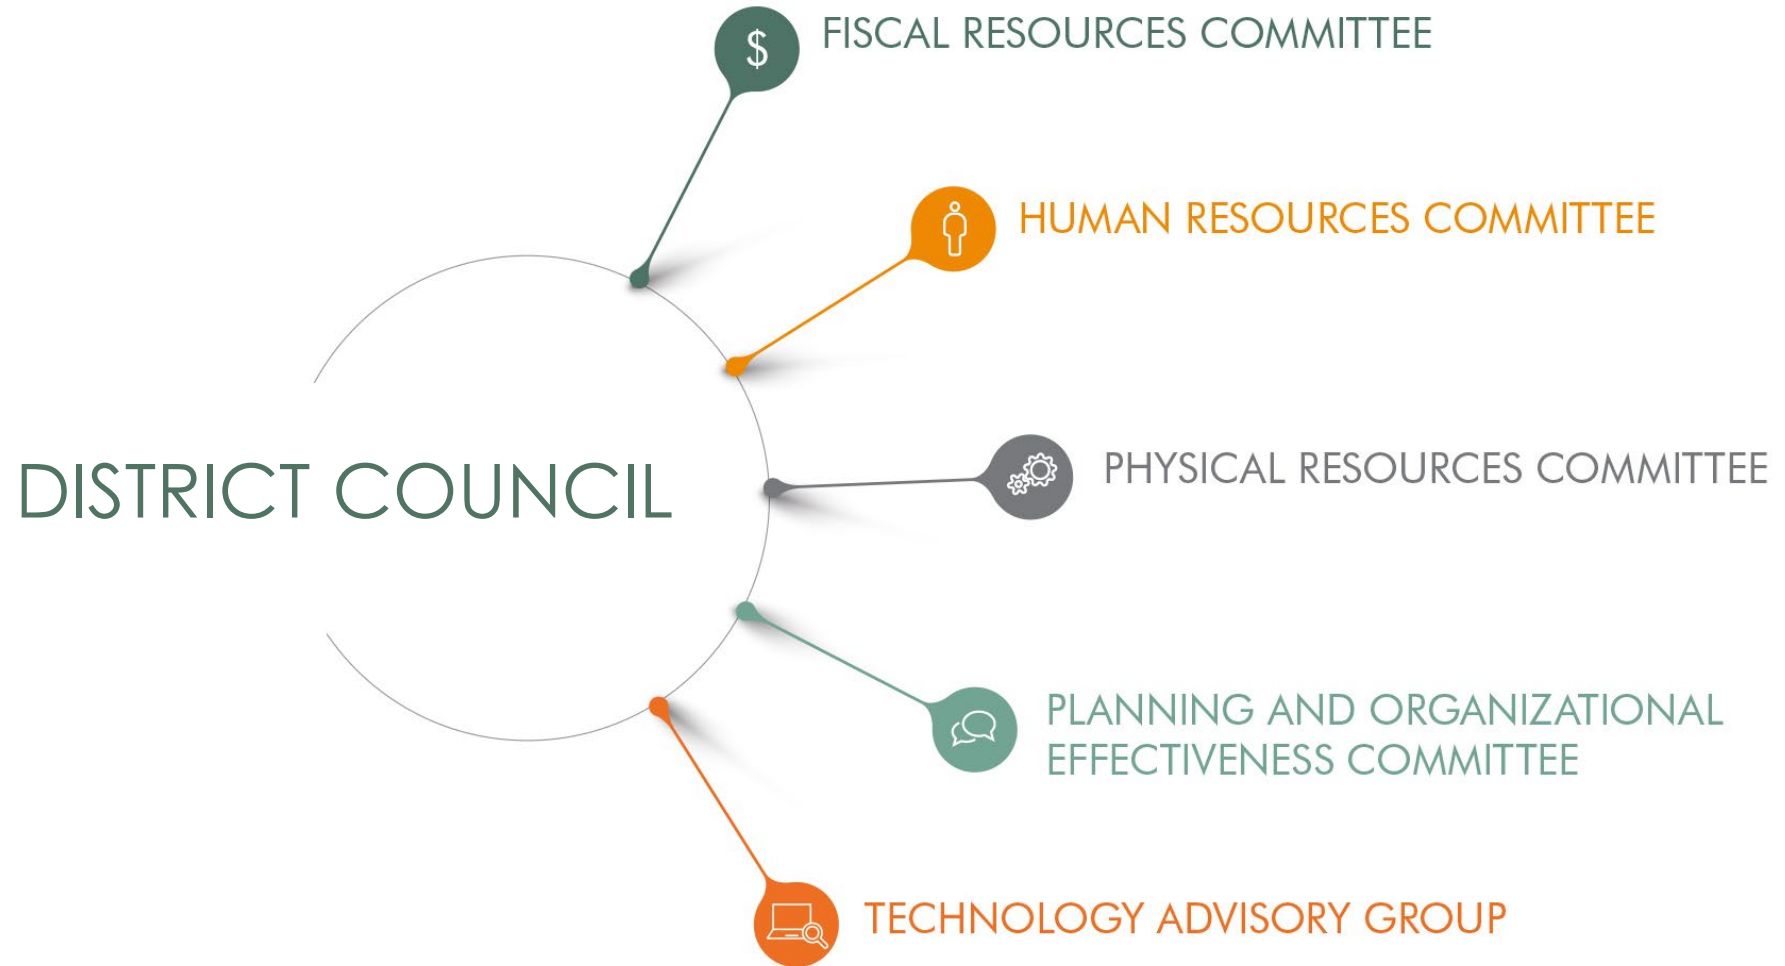 $
FISCAL RESOURCES COMMITTEE
HUMAN RESOURCES COMMITTEE
PHYSICAL RESOURCES COMMITTEE
DISTRICT COUNCIL
PLANNING AND ORGANIZATIONAL
EFFECTIVENESS COMMITTEE
TECHNOLOGY ADVISORY GROUP